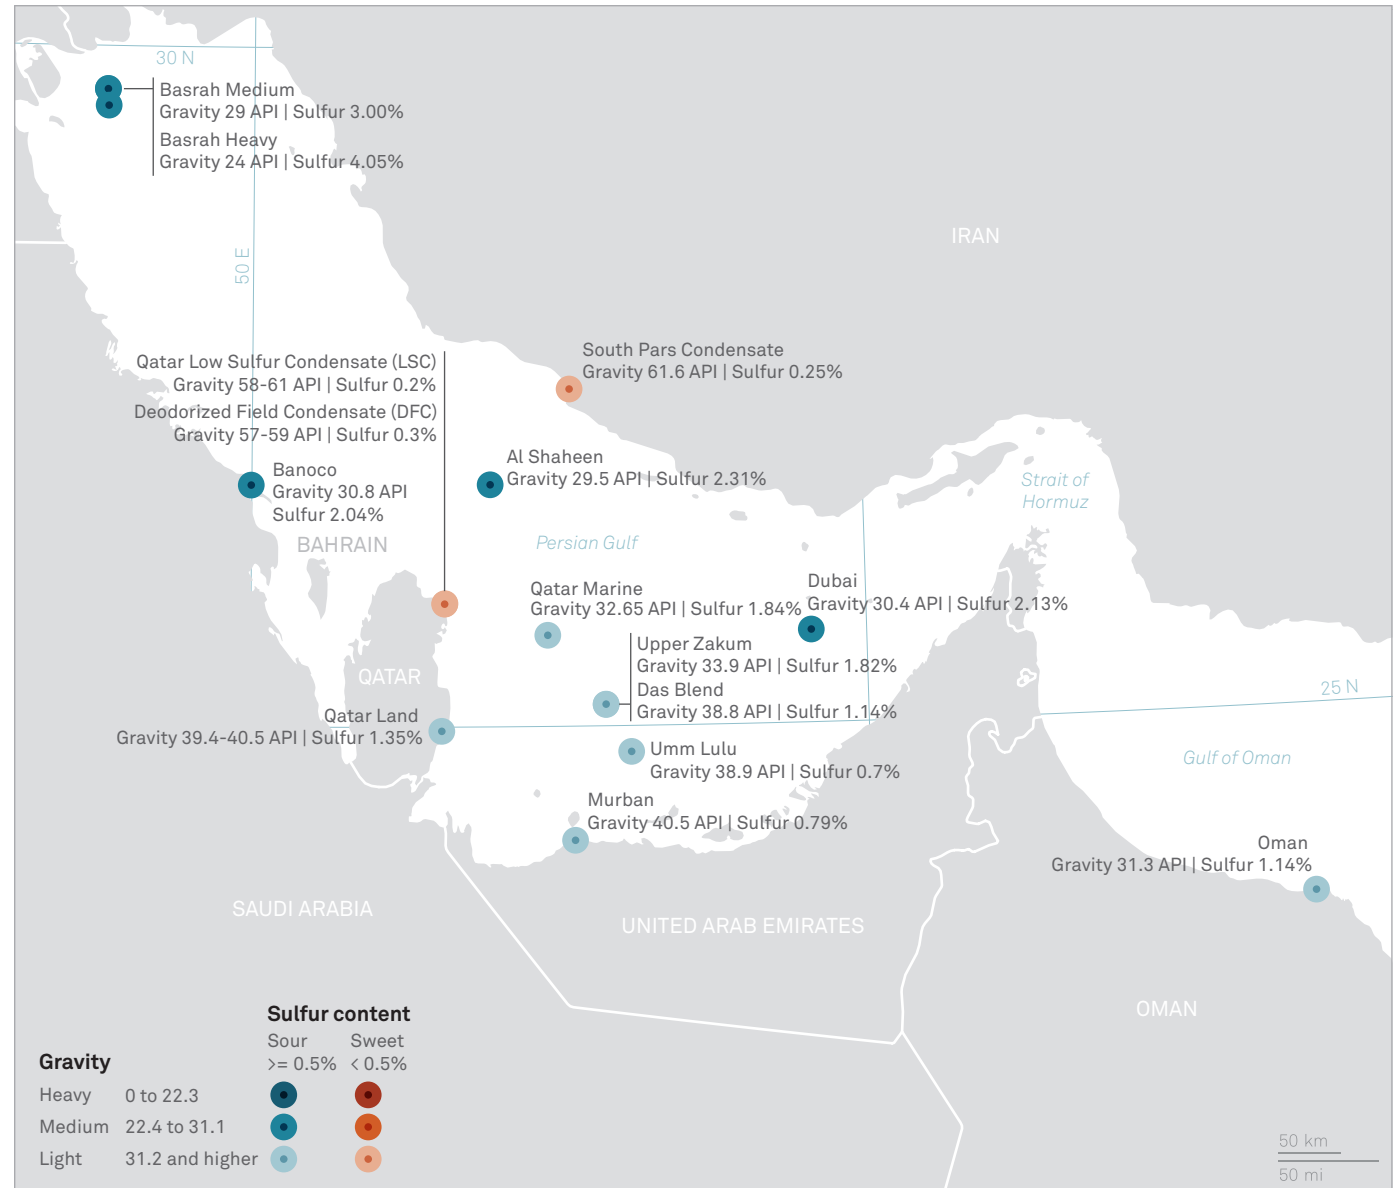 30 N
Basrah Medium
Gravity 29 API | Sulfur 3.00%
Basrah Heavy
Gravity 24 API | Sulfur 4.05%
IRAN
50 E
South Pars Condensate
Gravity 61.6 API | Sulfur 0.25%
Qatar Low Sulfur Condensate (LSC)
Gravity 58-61 API | Sulfur 0.2%
Deodorized Field Condensate (DFC)
Gravity 57-59 API | Sulfur 0.3%
Al Shaheen
Gravity 29.5 API | Sulfur 2.31%
Banoco
Gravity 30.8 API
Sulfur 2.04%
Strait of
Hormuz
BAHRAIN
Persian Gulf
Dubai
Gravity 30.4 API | Sulfur 2.13%
Qatar Marine
Gravity 32.65 API | Sulfur 1.84%
Upper Zakum
Gravity 33.9 API | Sulfur 1.82%
Das Blend
Gravity 38.8 API | Sulfur 1.14%
QATAR
25 N
Qatar Land
Gravity 39.4-40.5 API | Sulfur 1.35%
Umm Lulu
Gravity 38.9 API | Sulfur 0.7%
Gulf of Oman
Murban
Gravity 40.5 API | Sulfur 0.79%
Oman
Gravity 31.3 API | Sulfur 1.14%
SAUDI ARABIA
UNITED ARAB EMIRATES
OMAN
Sulfur content
Sour Sweet
>= 0.5% < 0.5%
Gravity
Heavy 0 to 22.3
Medium 22.4 to 31.1
Light 31.2 and higher
50 km
50 mi